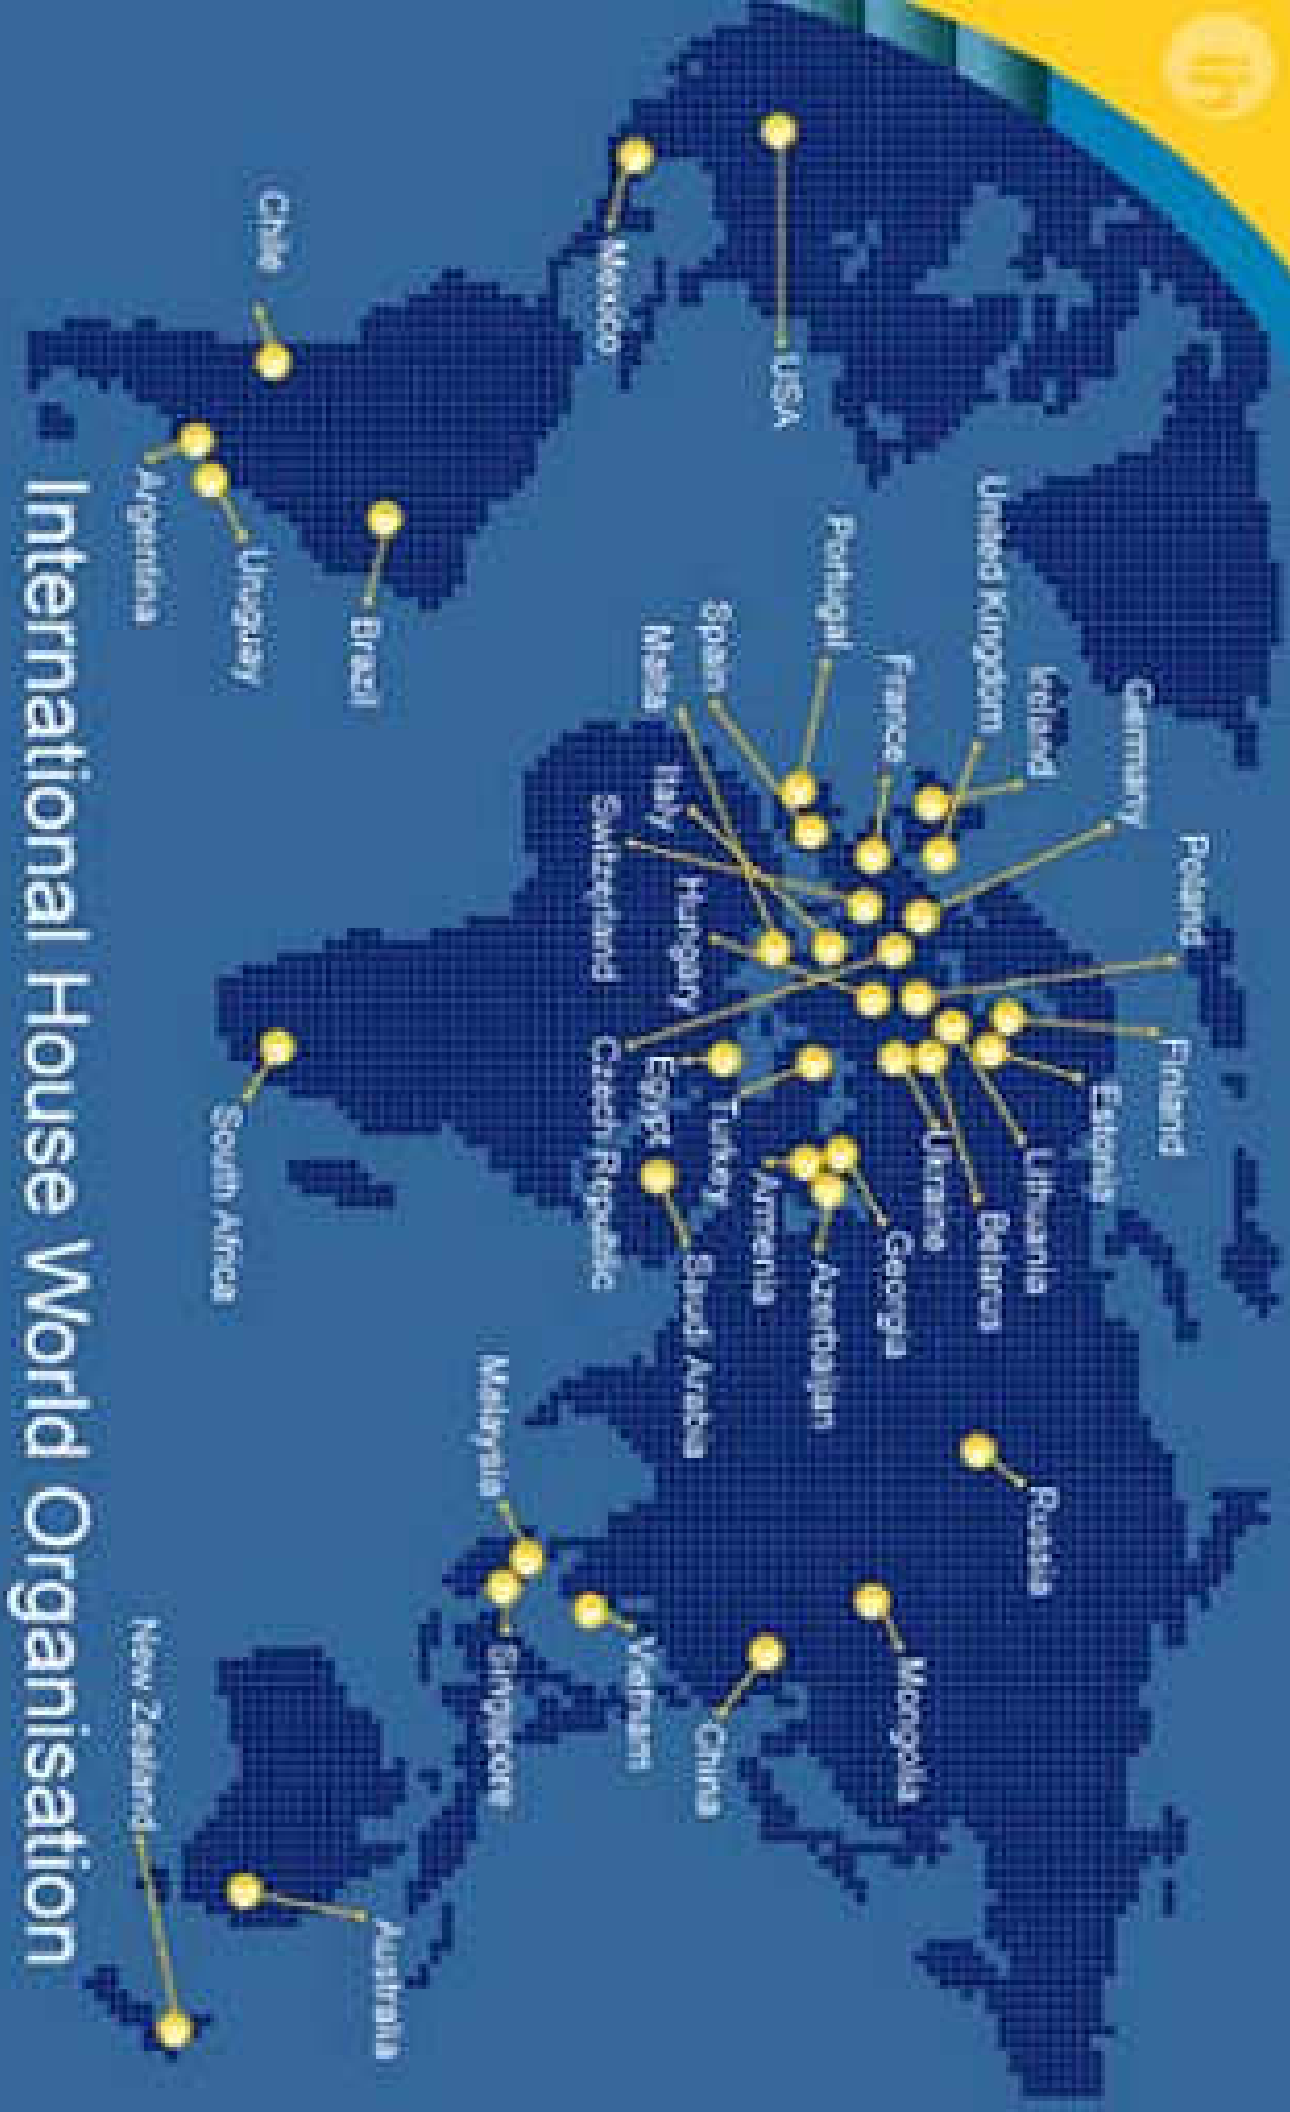 ih
USA
Mexico
Chile
Argentina
Uruguay
Brazil
United Kingdom
Ireland
Germany
Poland
Finland
Estonia
Lithuania
Belarus
Ukraine
Georgia
Azerbaijan
Armenia
Turkey
Saudi Arabia
Egypt
Czech Republic
Hungary
Switzerland
Italy
Malta
Spain
Portugal
France
South Africa
Russia
Mongolia
China
Vietnam
Malaysia
Singapore
Australia
New Zealand
International House World Organisation